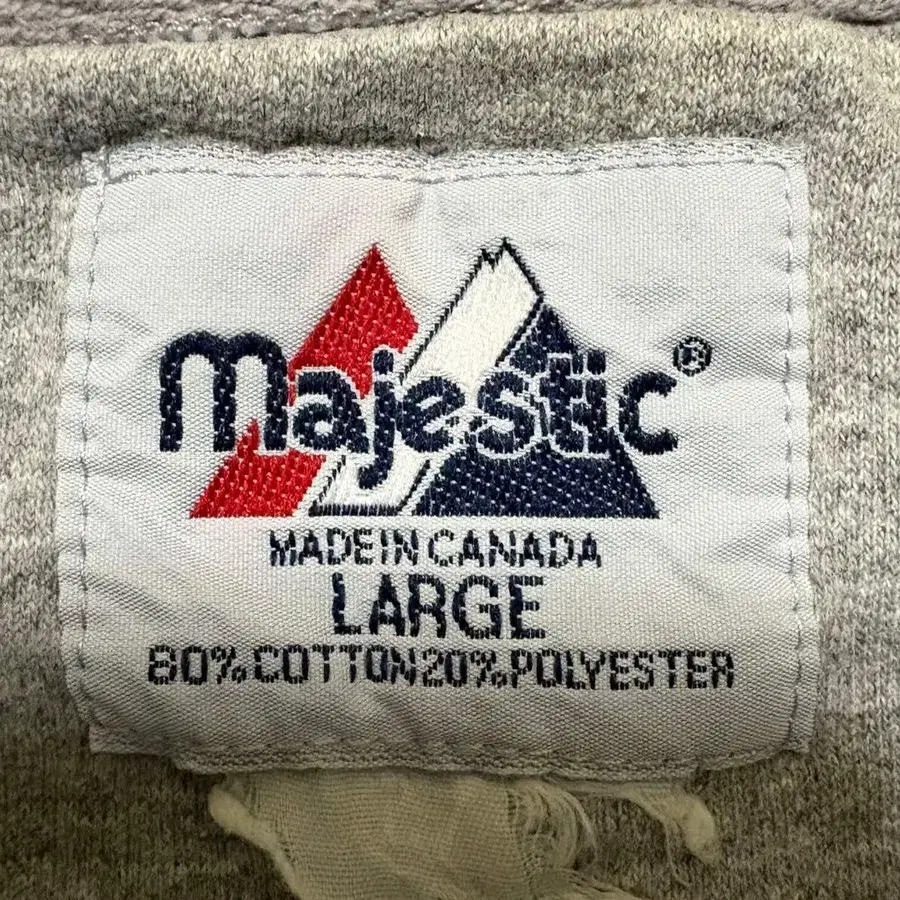 majestic®
MADE IN CANADA
LARGE
80% COTTON 20% POLYESTER